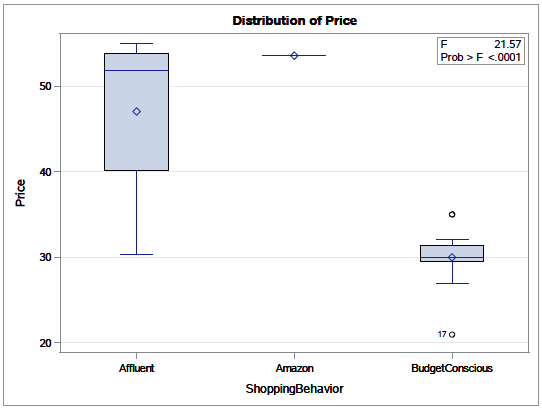 Distribution of Price
F 21.57
Prob > F <.0001
50
40
30
20
Price
17
Affluent Amazon BudgetConscious
ShoppingBehavior